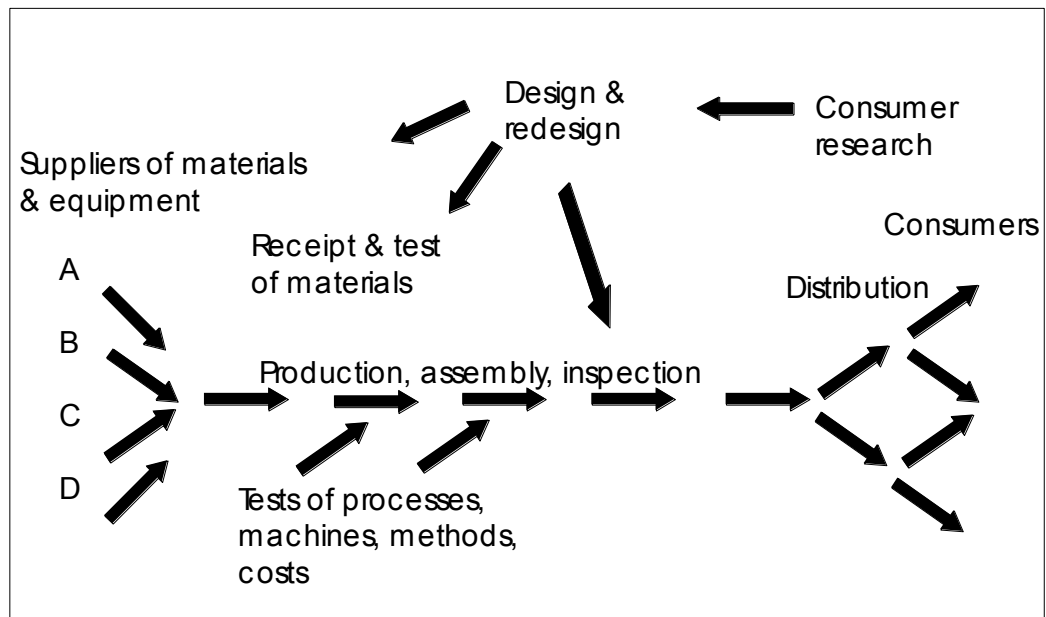 Design &
redesign
Consumer
research
Suppliers of materials
& equipment
Consumers
Receipt & test
of materials
A
Distribution
B
Production, assembly, inspection
C
D
Tests of processes,
machines, methods,
costs